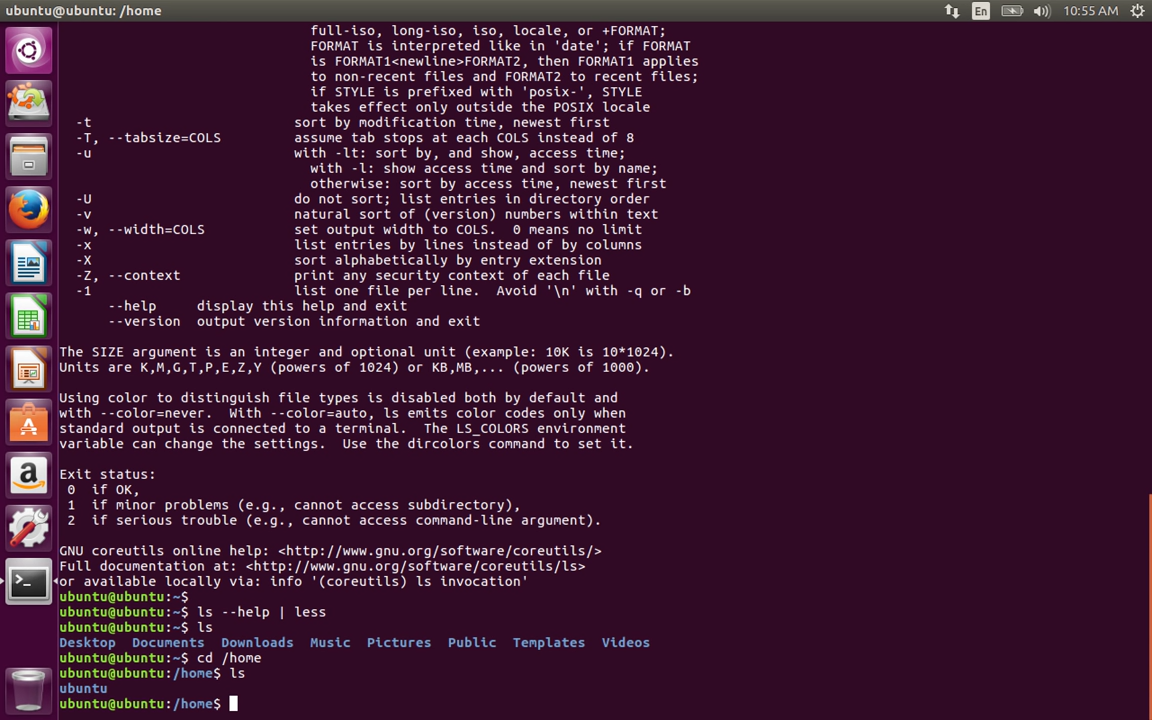 ubuntu@ubuntu: /home
En
10:55 AM
full-iso, long-iso, iso, locale, or +FORMAT;
FORMAT is interpreted like in 'date'; if FORMAT
is FORMAT1<newline>FORMAT2, then FORMAT1 applies
to non-recent files and FORMAT2 to recent files;
if STYLE is prefixed with 'posix-', STYLE
takes effect only outside the POSIX locale
-t                         sort by modification time, newest first
-T, --tabsize=COLS         assume tab stops at each COLS instead of 8
-u                         with -lt: sort by, and show, access time;
with -l: show access time and sort by name;
otherwise: sort by access time, newest first
-U                         do not sort; list entries in directory order
-v                         natural sort of (version) numbers within text
-w, --width=COLS           set output width to COLS.  0 means no limit
-x                         list entries by lines instead of by columns
-X                         sort alphabetically by entry extension
-Z, --context              print any security context of each file
-1                         list one file per line.  Avoid '\n' with -q or -b
--help     display this help and exit
--version  output version information and exit
The SIZE argument is an integer and optional unit (example: 10K is 10*1024).
Units are K,M,G,T,P,E,Z,Y (powers of 1024) or KB,MB,... (powers of 1000).
Using color to distinguish file types is disabled both by default and
with --color=never.  With --color=auto, ls emits color codes only when
standard output is connected to a terminal.  The LS_COLORS environment
variable can change the settings.  Use the dircolors command to set it.
Exit status:
0  if OK,
1  if minor problems (e.g., cannot access subdirectory),
2  if serious trouble (e.g., cannot access command-line argument).
GNU coreutils online help: <http://www.gnu.org/software/coreutils/>
Full documentation at: <http://www.gnu.org/software/coreutils/ls>
or available locally via: info '(coreutils) ls invocation'
ubuntu@ubuntu:~$
ubuntu@ubuntu:~$ ls --help | less
ubuntu@ubuntu:~$ ls
Desktop  Documents  Downloads  Music  Pictures  Public  Templates  Videos
ubuntu@ubuntu:~$ cd /home
ubuntu@ubuntu:/home$ ls
ubuntu
ubuntu@ubuntu:/home$